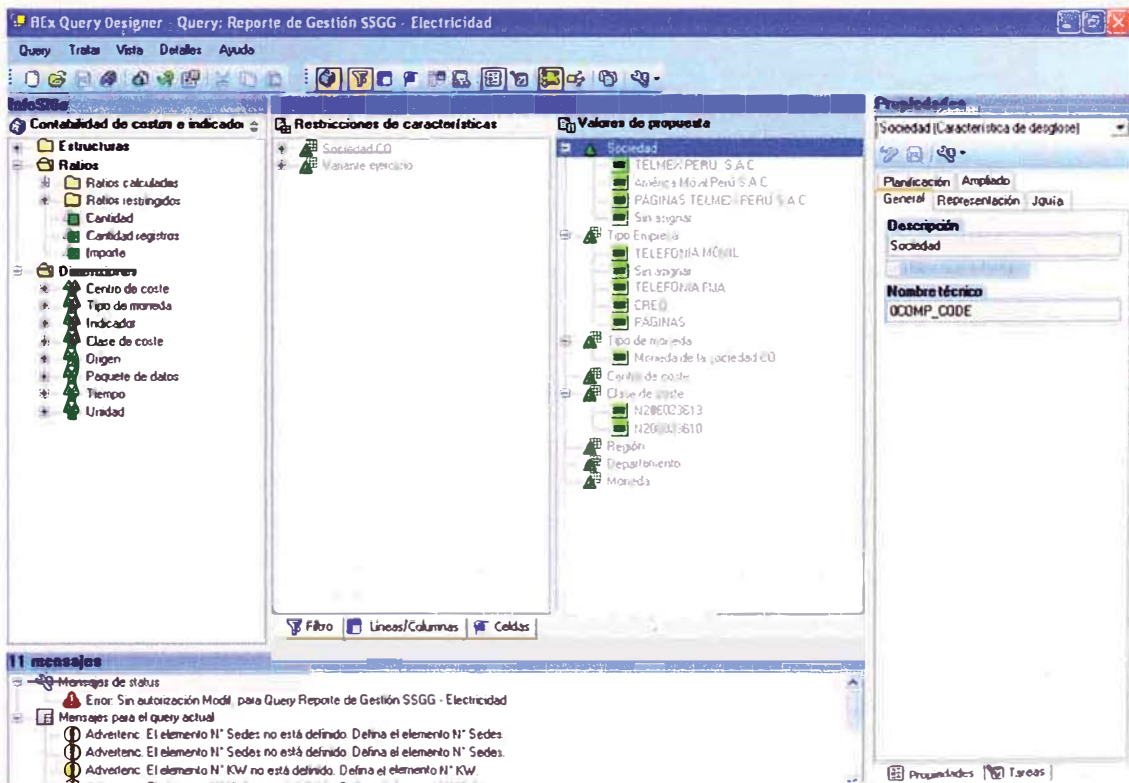 BEx Query Designer - Query: Reporte de Gestión SSGG - Electricidad
Query Tratar Vista Detalles Ayuda
InfoSitio
Contabilidad de costos e indicador
Estructuras
Ratios
Ratios calculados
Ratios restringidos
Cantidad
Cantidad registros
Importe
Dimensiones
Centro de coste
Tipo de moneda
Indicador
Clase de coste
Origen
Paquete de datos
Tiempo
Unidad
Restricciones de características
Sociedad CO
Variante ejercicio
Valores de propuesta
Sociedad
TELMEX PERU S.A.C
América Móvil Perú S.A.C
PÁGINAS TELMEX PERU S.A.C
Sin asignar
Tipo Empresa
TELEFONÍA MÓVIL
Sin asignar
TELEFONÍA FIJA
PÁGINAS
Tipo de moneda
Moneda de la sociedad CO
Centro de coste
Clase de coste
N206023613
Región
Departamento
Moneda
Filtro Líneas/Columnas Celdas
Propiedades
Sociedad (Característica de desglose)
Planificación Ampliado
General Representación Jquía
Descripción
Sociedad
Nombre técnico
0COMP_CODE
11 mensajes
Mensajes de status
Error: Sin autorización Modif. para Query Reporte de Gestión SSGG - Electricidad
Mensajes para el query actual
Advertenc. El elemento N° Sedes no está definido. Defina el elemento N° Sedes.
Advertenc. El elemento N° Sedes no está definido. Defina el elemento N° Sedes.
Advertenc. El elemento N° KW no está definido. Defina el elemento N° KW.
Propiedades Tareas